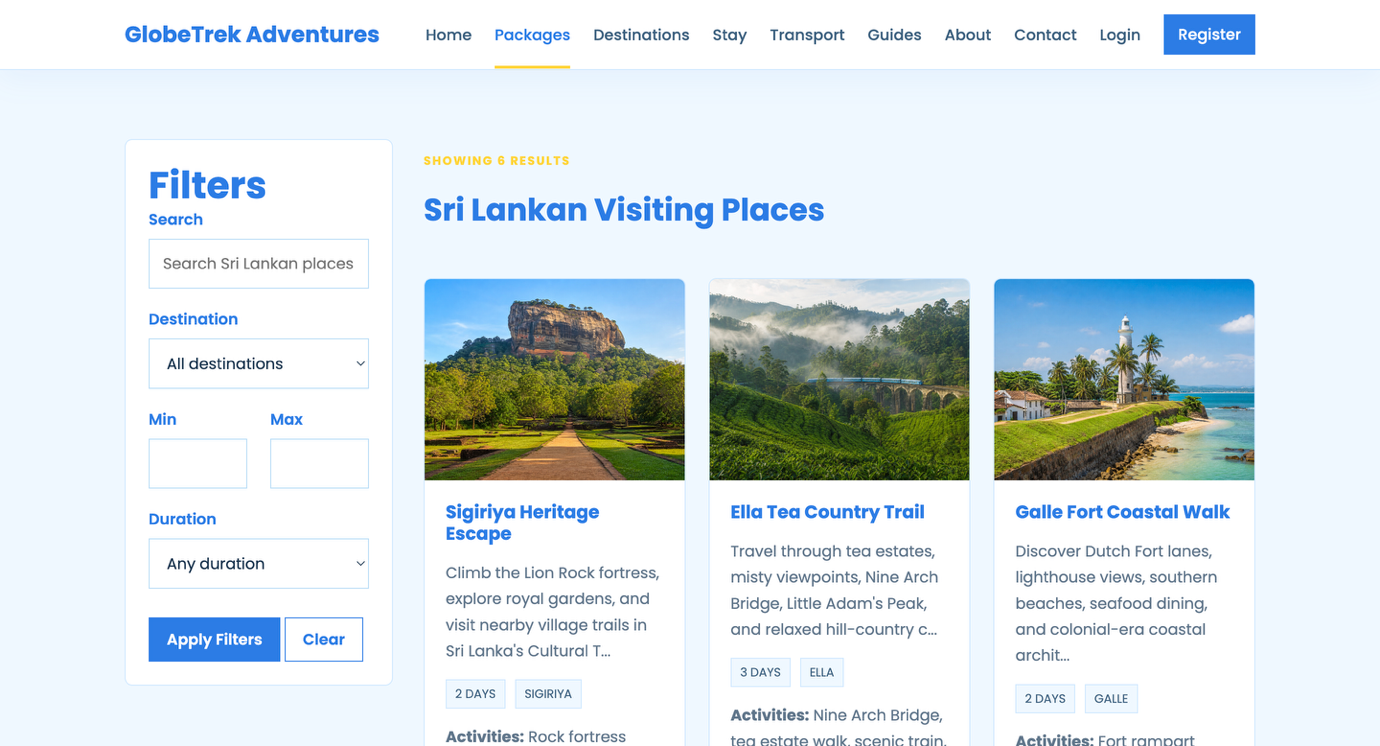 GlobeTrek Adventures
Home Packages Destinations Stay Transport Guides About Contact Login Register
Filters
Search
Search Sri Lankan places
Destination
All destinations
Min Max
Duration
Any duration
Apply Filters Clear
SHOWING 6 RESULTS
Sri Lankan Visiting Places
Sigiriya Heritage
Escape
Climb the Lion Rock fortress,
explore royal gardens, and
visit nearby village trails in
Sri Lanka's Cultural T...
2 DAYS SIGIRIYA
Activities: Rock fortress
Ella Tea Country Trail
Travel through tea estates,
misty viewpoints, Nine Arch
Bridge, Little Adam's Peak,
and relaxed hill-country c...
3 DAYS ELLA
Activities: Nine Arch Bridge,
tea estate walk, scenic train,
Galle Fort Coastal Walk
Discover Dutch Fort lanes,
lighthouse views, southern
beaches, seafood dining,
and colonial-era coastal
archit...
2 DAYS GALLE
Activities: Fort rampart